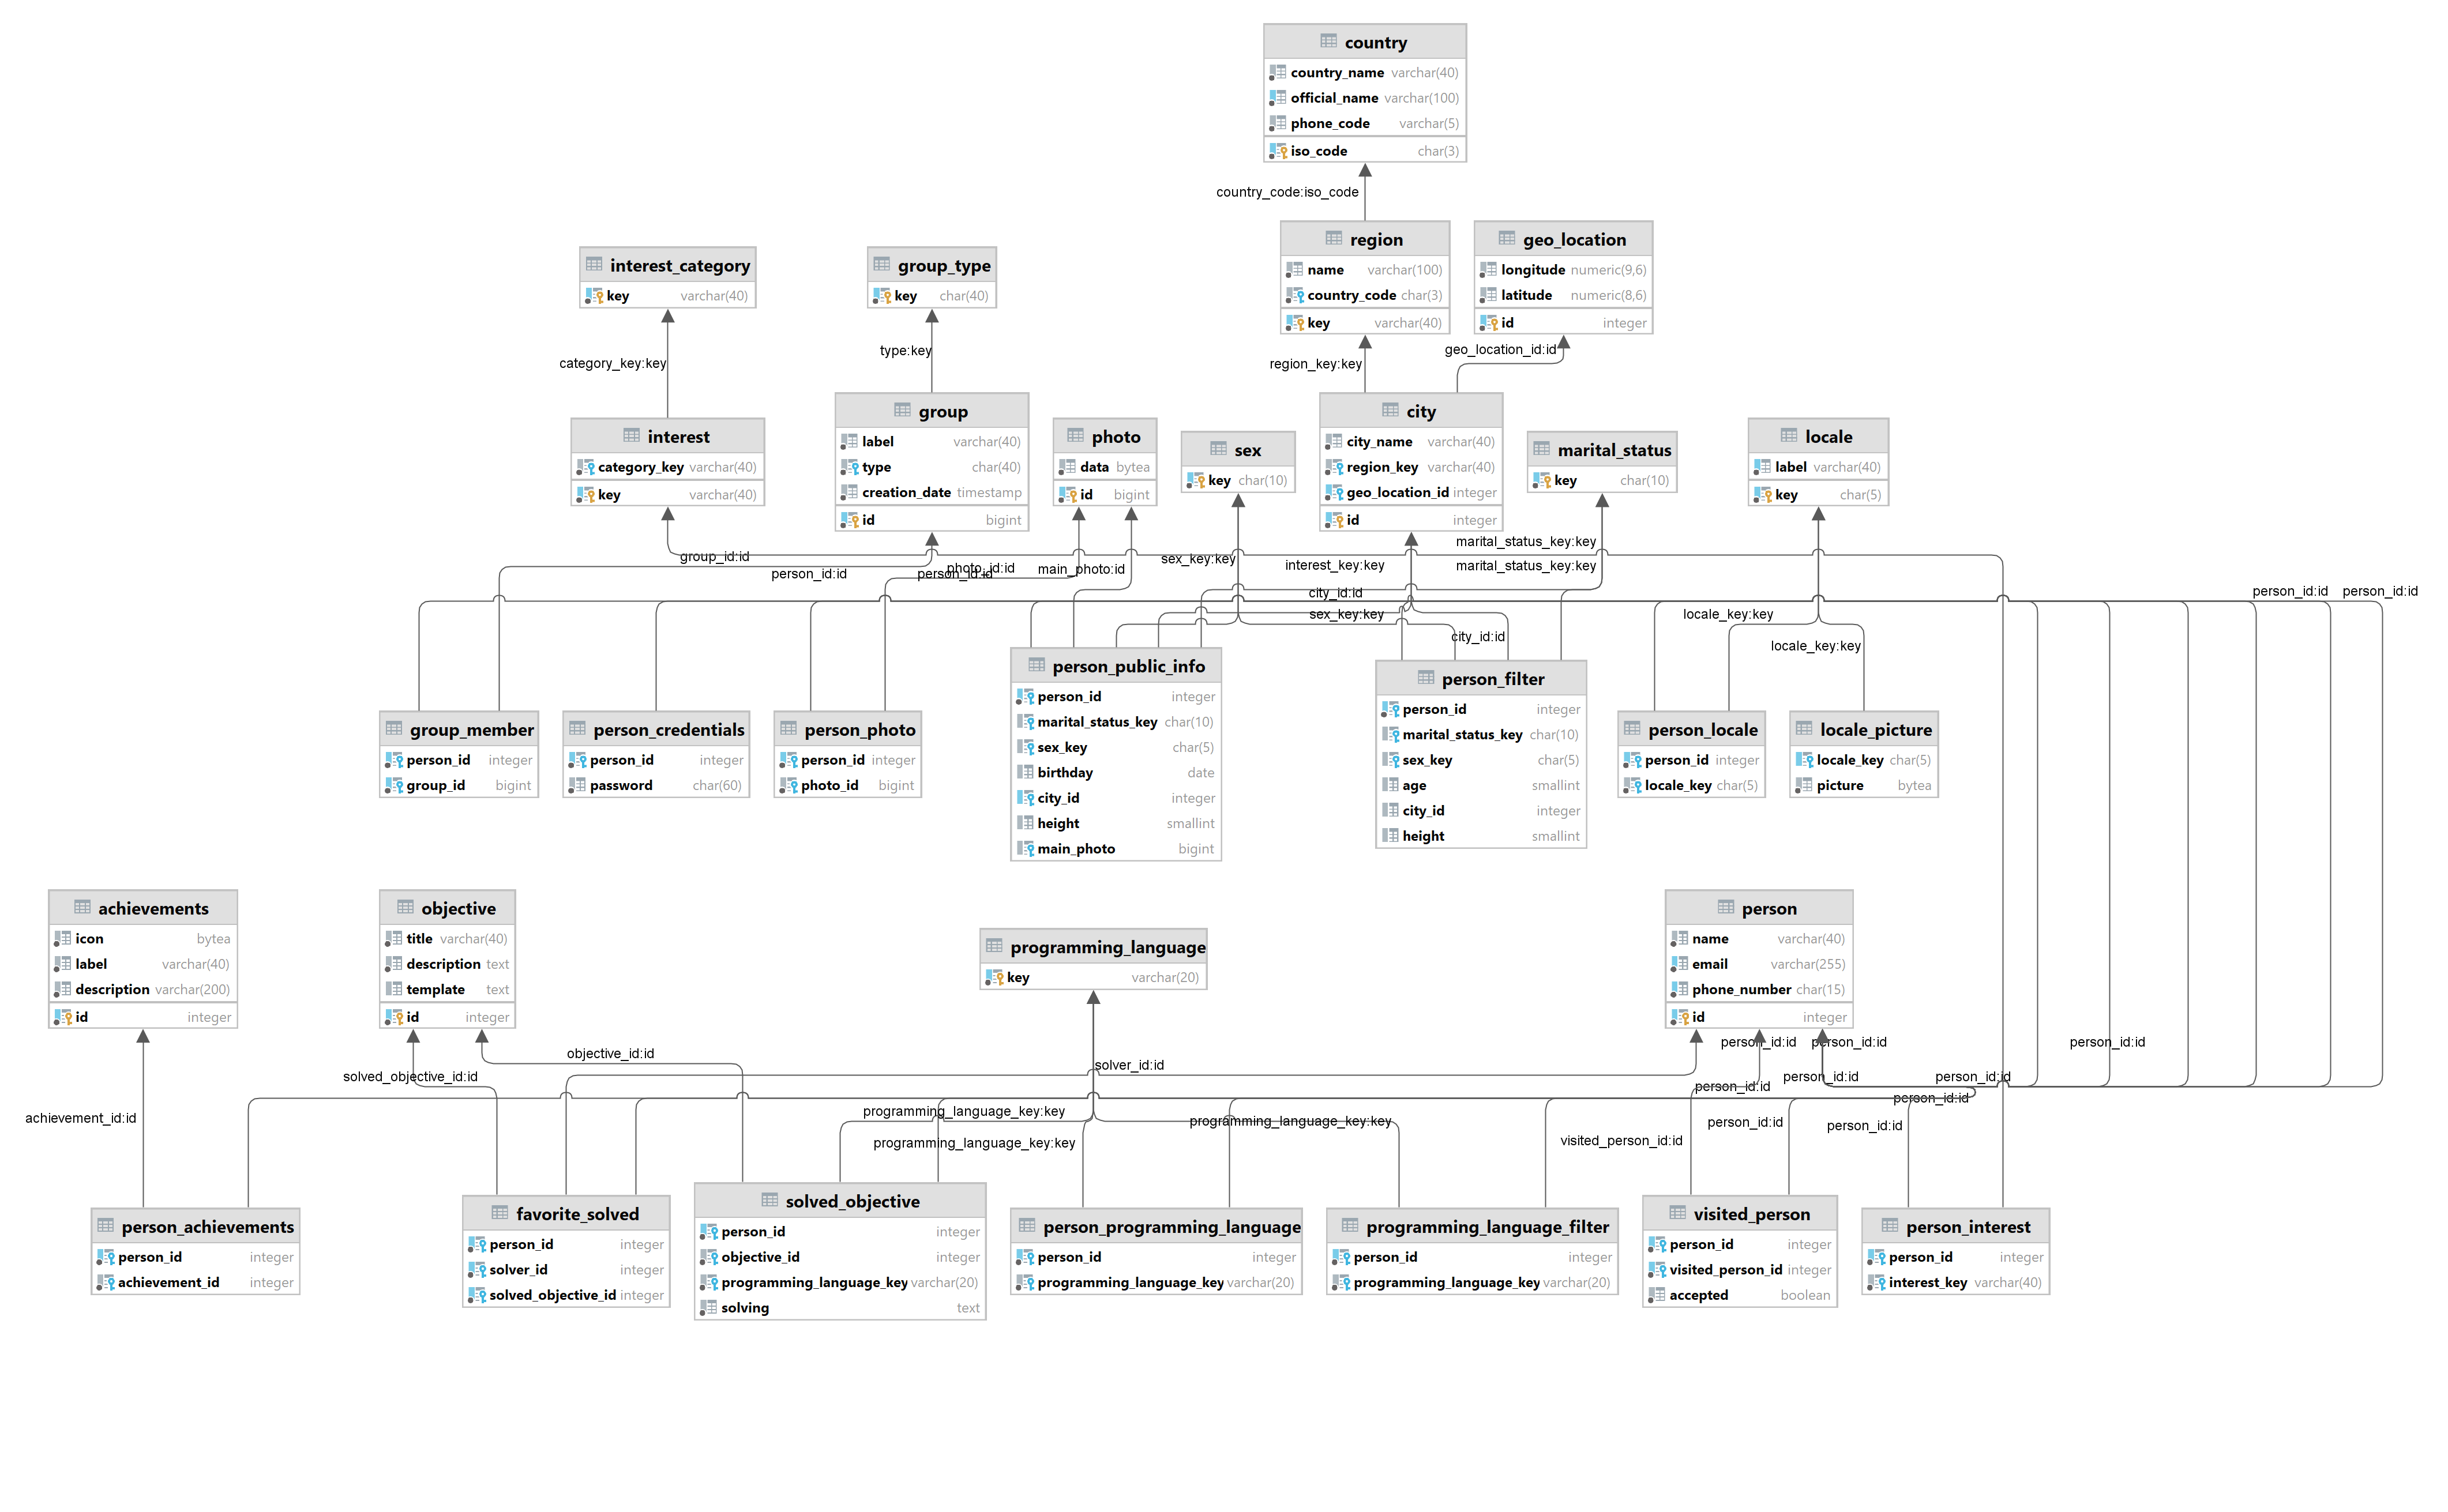 country
country_name varchar(40)
official_name varchar(100)
phone_code varchar(5)
iso_code char(3)
country_code:iso_code
region
name varchar(100)
country_code char(3)
key varchar(40)
geo_location
longitude numeric(9,6)
latitude numeric(8,6)
id integer
interest_category
key varchar(40)
group_type
key char(40)
category_key:key
type:key
region_key:key
geo_location_id:id
interest
category_key varchar(40)
key varchar(40)
group
label varchar(40)
type char(40)
creation_date timestamp
id bigint
photo
data bytea
id bigint
sex
key char(10)
city
city_name varchar(40)
region_key varchar(40)
geo_location_id integer
id integer
marital_status
key char(10)
locale
label varchar(40)
key char(5)
group_id:id
person_id:id
person_id:id
photo_id:id
main_photo:id
sex_key:key
interest_key:key
marital_status_key:key
marital_status_key:key
city_id:id
sex_key:key
city_id:id
locale_key:key
locale_key:key
person_id:id
person_id:id
group_member
person_id integer
group_id bigint
person_credentials
person_id integer
password char(60)
person_photo
person_id integer
photo_id bigint
person_public_info
person_id integer
marital_status_key char(10)
sex_key char(5)
birthday date
city_id integer
height smallint
main_photo bigint
person_filter
person_id integer
marital_status_key char(10)
sex_key char(5)
age smallint
city_id integer
height smallint
person_locale
person_id integer
locale_key char(5)
locale_picture
locale_key char(5)
picture bytea
achievements
icon bytea
label varchar(40)
description varchar(200)
id integer
objective
title varchar(40)
description text
template text
id integer
programming_language
key varchar(20)
person
name varchar(40)
email varchar(255)
phone_number char(15)
id integer
person_id:id
person_id:id
person_id:id
objective_id:id
solver_id:id
solved_objective_id:id
person_id:id
person_id:id
person_id:id
person_id:id
achievement_id:id
programming_language_key:key
programming_language_key:key
programming_language_key:key
visited_person_id:id
person_id:id
person_id:id
person_achievements
person_id integer
achievement_id integer
favorite_solved
person_id integer
solver_id integer
solved_objective_id integer
solved_objective
person_id integer
objective_id integer
programming_language_key varchar(20)
solving text
person_programming_language
person_id integer
programming_language_key varchar(20)
programming_language_filter
person_id integer
programming_language_key varchar(20)
visited_person
person_id integer
visited_person_id integer
accepted boolean
person_interest
person_id integer
interest_key varchar(40)